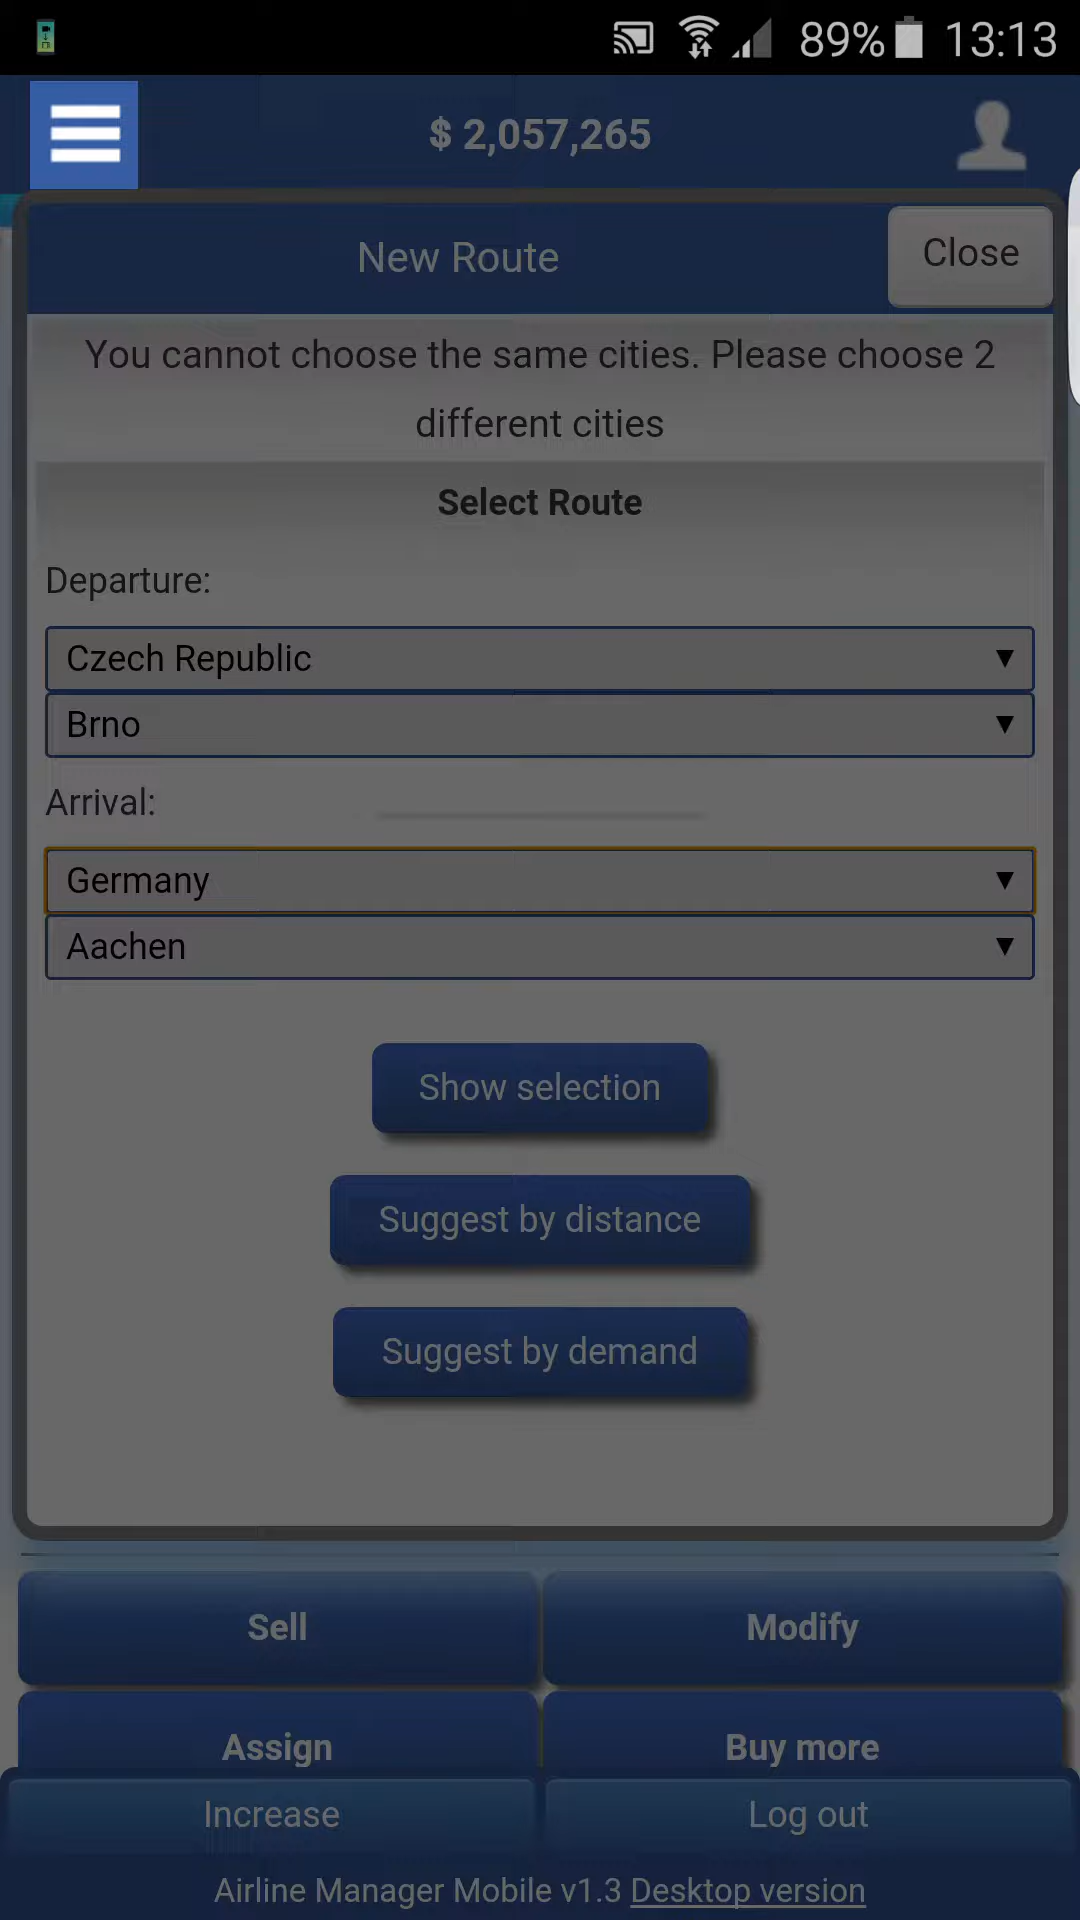 89% 13:13
$ 2,057,265
New Route
Close
You cannot choose the same cities. Please choose 2
different cities
Select Route
Departure:
Czech Republic
Brno
Arrival:
Germany
Aachen
Show selection
Suggest by distance
Suggest by demand
Sell
Modify
Assign
Buy more
Increase
Log out
Airline Manager Mobile v1.3 Desktop version